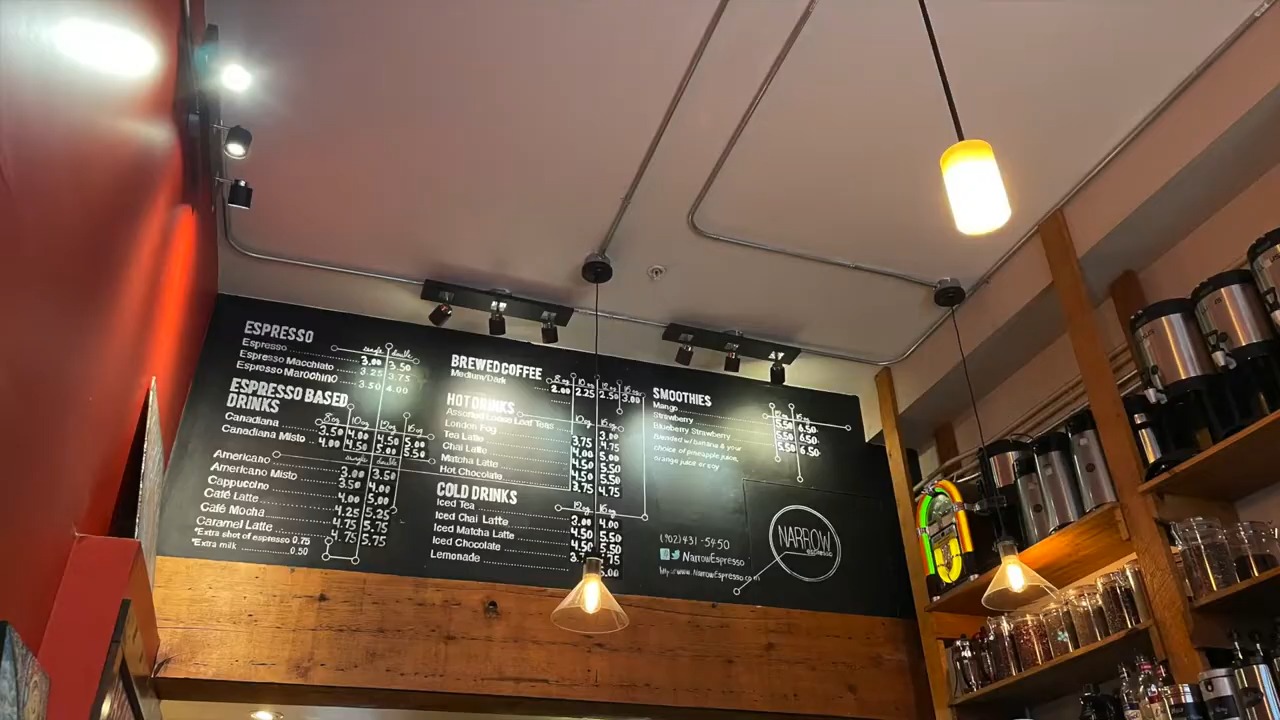 ESPRESSO
single double
Espresso 3.00 3.50
Espresso Macchiato 3.25 3.75
Espresso Marochino 3.50 4.00
ESPRESSO BASED
DRINKS
8oz 10oz 12oz 16oz
Canadiana 3.50 4.00 4.50 5.00
Canadiana Misto 4.00 4.50 5.00 5.50
single double
Americano 3.00 3.50
Americano Misto 3.50 4.00
Cappuccino 4.00 5.00
Café Latte 4.25 5.25
Café Mocha 4.75 5.75
Caramel Latte 4.75 5.75
*Extra shot of espresso 0.75
*Extra milk 0.50
BREWED COFFEE
8oz 10oz 12oz 16oz
Medium/Dark 2.00 2.25 2.50 3.00
HOT DRINKS
10oz 16oz
Assorted Loose Leaf Teas 3.00
London Fog 3.75 4.75
Tea Latte 4.00 5.00
Chai Latte 4.00 5.00
Matcha Latte 4.50 5.50
Hot Chocolate 3.75 4.75
COLD DRINKS
12oz 16oz
Iced Tea 3.00 4.00
Iced Chai Latte 4.00 5.00
Iced Matcha Latte 4.50 5.50
Iced Chocolate
Lemonade
SMOOTHIES
12oz 16oz
Mango 5.50 6.50
Strawberry 5.50 6.50
Blueberry Strawberry 5.50 6.50
blended w/ banana & your
choice of pineapple juice,
orange juice or soy
(902) 431-5450
NarrowEspresso
http://www.NarrowEspresso.com
NARROW
espresso